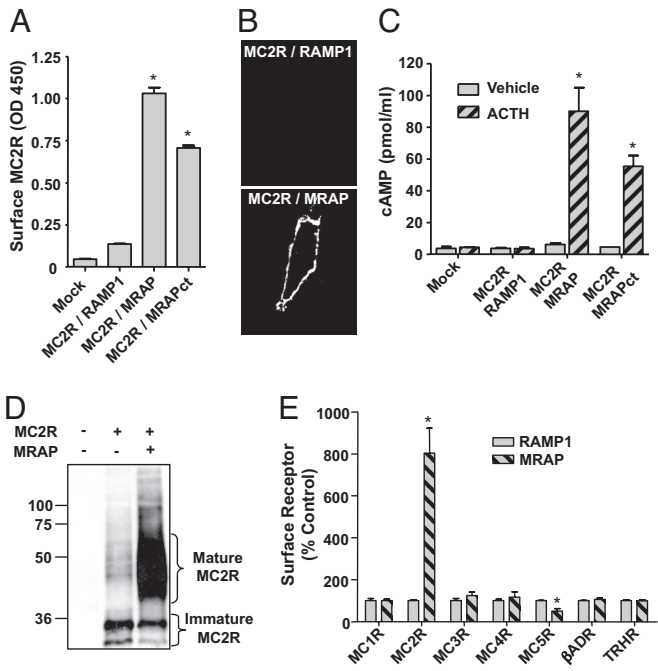 A
Surface MC2R (OD 450)
1.25
1.00
0.75
0.50
0.25
0
*
*
Mock
MC2R / RAMP1
MC2R / MRAP
MC2R / MRAPct
B
MC2R / RAMP1
MC2R / MRAP
C
cAMP (pmol/ml)
120
100
80
60
40
20
0
Vehicle
ACTH
*
*
Mock
MC2R
RAMP1
MC2R
MRAP
MC2R
MRAPct
D
MC2R - + +
MRAP - - +
100
75
50
36
Mature
MC2R
Immature
MC2R
E
Surface Receptor
(% Control)
1000
800
600
400
200
100
0
RAMP1
MRAP
*
*
MC1R
MC2R
MC3R
MC4R
MC5R
βADR
TRHR